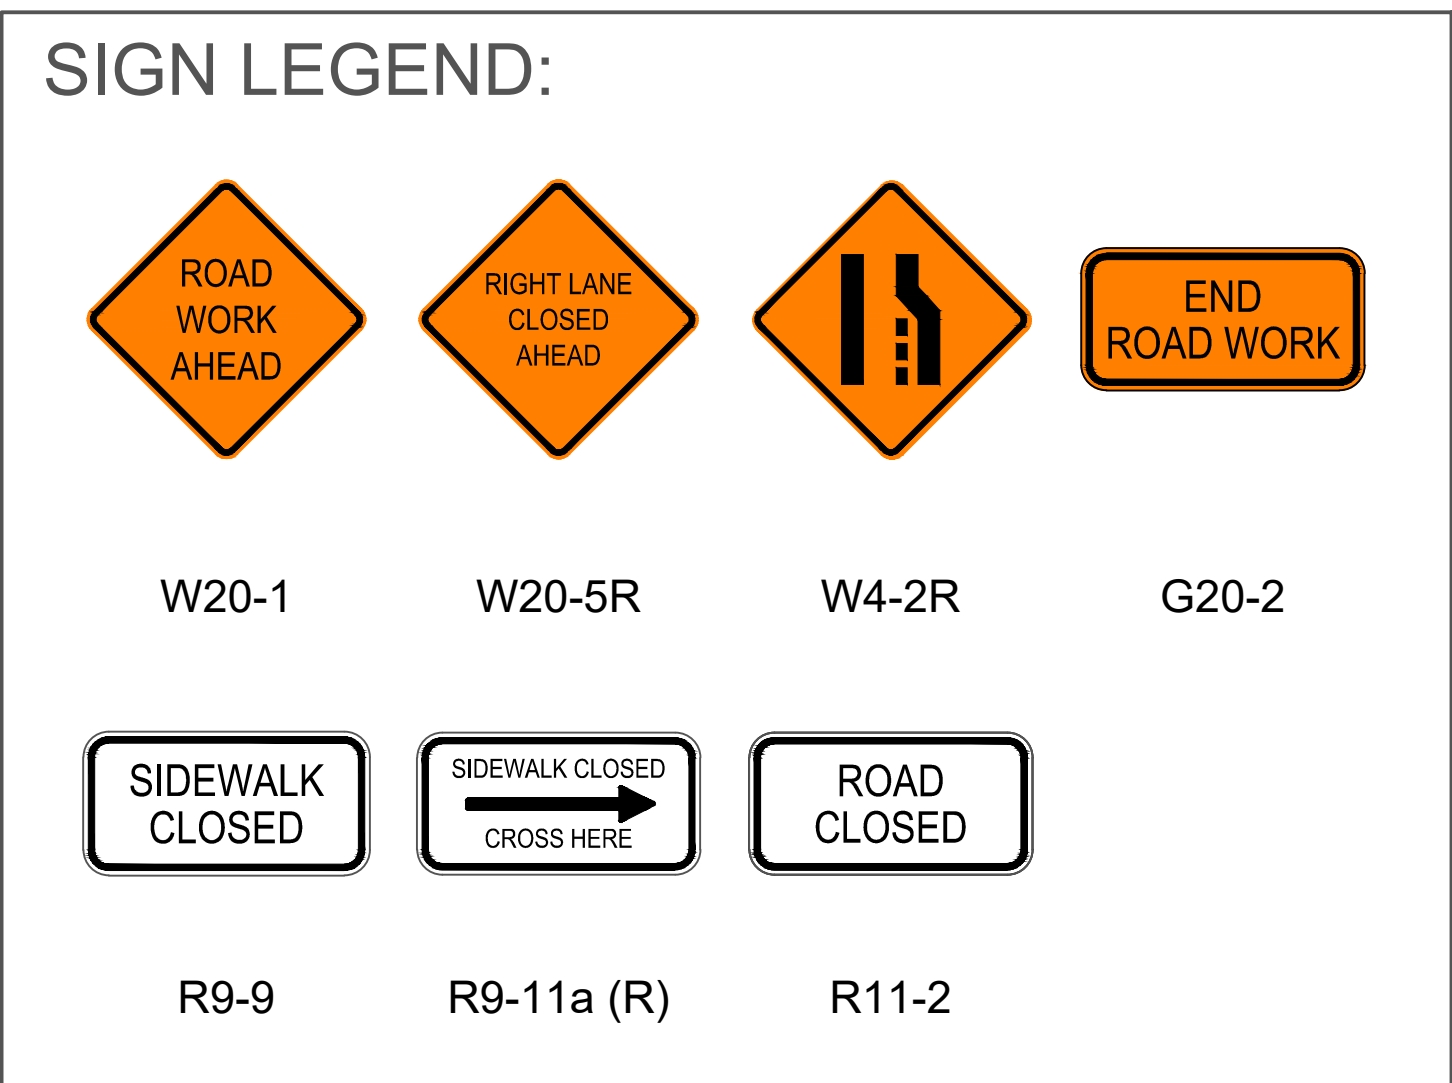 SIGN LEGEND:
ROAD
WORK
AHEAD
RIGHT LANE
CLOSED
AHEAD
END
ROAD WORK
W20-1
W20-5R
W4-2R
G20-2
SIDEWALK
CLOSED
SIDEWALK CLOSED
CROSS HERE
ROAD
CLOSED
R9-9
R9-11a (R)
R11-2